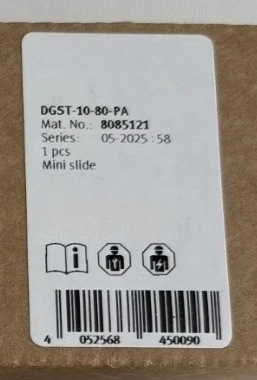 DGST-10-80-PA
Mat. No.: 8085121
Series: 05-2025 : 58
1 pcs
Mini slide
4 052568 450090